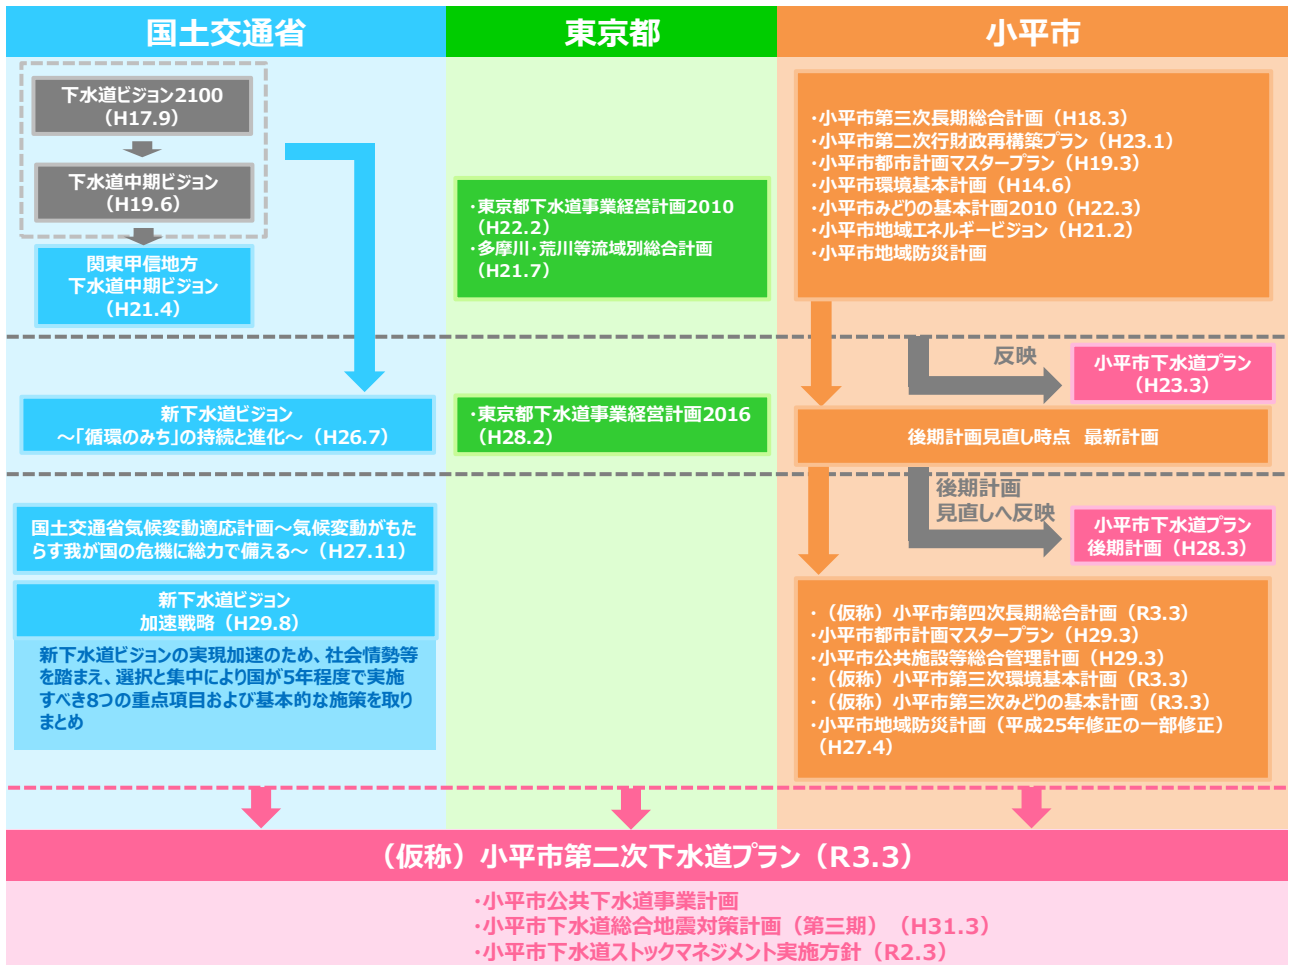 国土交通省
下水道ビジョン2100
（H17.9）
下水道中期ビジョン
（H19.6）
関東甲信地方
下水道中期ビジョン
（H21.4）
新下水道ビジョン
～「循環のみち」の持続と進化～（H26.7）
国土交通省気候変動適応計画～気候変動がもた
らす我が国の危機に総力で備える～（H27.11）
新下水道ビジョン
加速戦略（H29.8）
新下水道ビジョンの実現加速のため、社会情勢等
を踏まえ、選択と集中により国が5年程度で実施
すべき8つの重点項目および基本的な施策を取り
まとめ
東京都
・東京都下水道事業経営計画2010
（H22.2）
・多摩川・荒川等流域別総合計画
（H21.7）
・東京都下水道事業経営計画2016
（H28.2）
小平市
・小平市第三次長期総合計画（H18.3）
・小平市第二次行財政再構築プラン（H23.1）
・小平市都市計画マスタープラン（H19.3）
・小平市環境基本計画（H14.6）
・小平市みどりの基本計画2010（H22.3）
・小平市地域エネルギービジョン（H21.2）
・小平市地域防災計画
反映
小平市下水道プラン
（H23.3）
後期計画見直し時点　最新計画
後期計画
見直しへ反映
小平市下水道プラン
後期計画（H28.3）
・（仮称）小平市第四次長期総合計画（R3.3）
・小平市都市計画マスタープラン（H29.3）
・小平市公共施設等総合管理計画（H29.3）
・（仮称）小平市第三次環境基本計画（R3.3）
・（仮称）小平市第三次みどりの基本計画（R3.3）
・小平市地域防災計画（平成25年修正の一部修正）
（H27.4）
（仮称）小平市第二次下水道プラン（R3.3）
・小平市公共下水道事業計画
・小平市下水道総合地震対策計画（第三期）（H31.3）
・小平市下水道ストックマネジメント実施方針（R2.3）